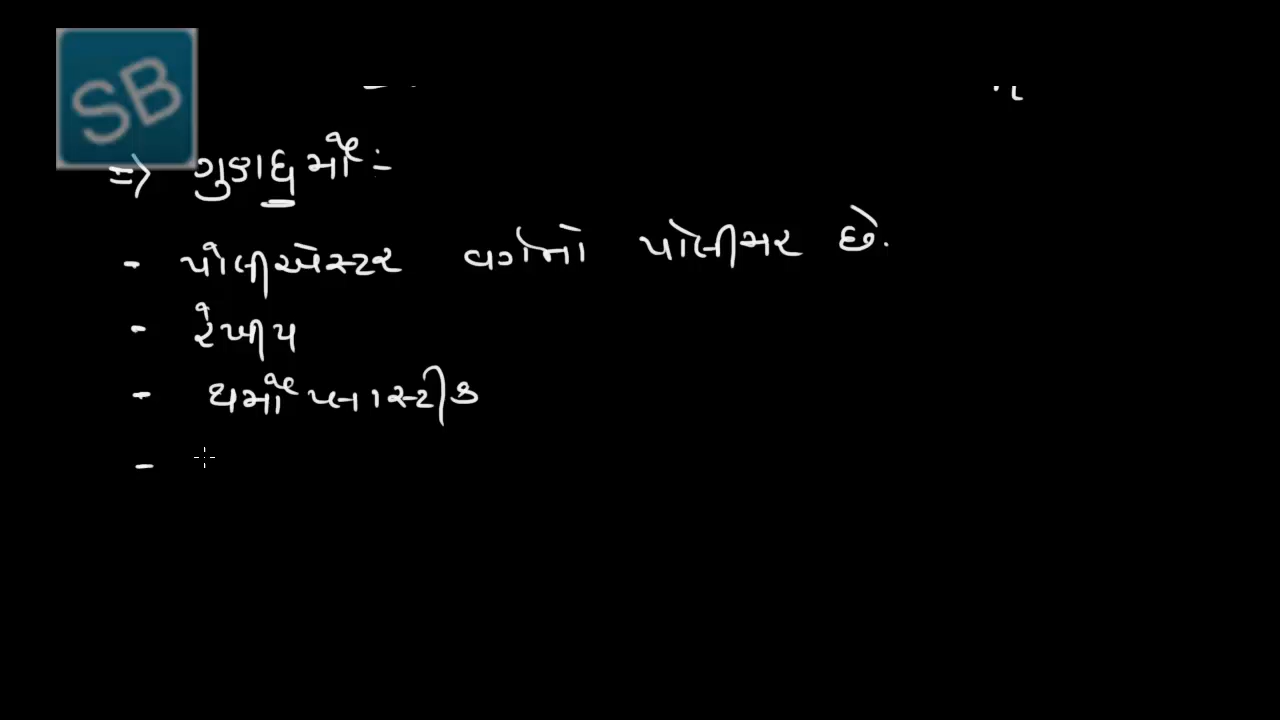 SB
=> ગુણધર્મો :-
- પોલીએસ્ટર વર્ગનો પોલીમર છે.
- રેખીય
- થર્મોપ્લાસ્ટીક
-